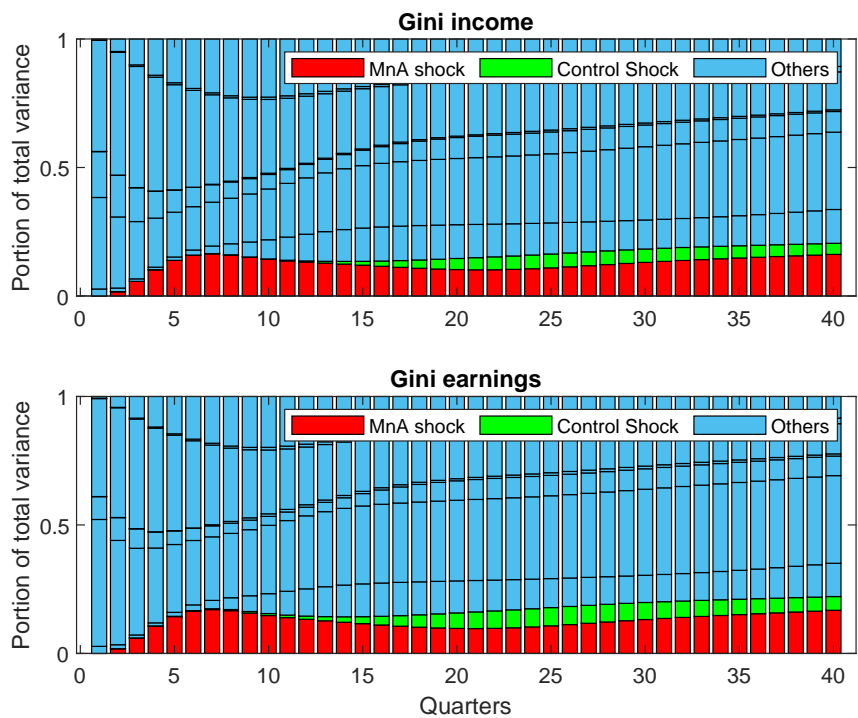 Gini income
Portion of total variance
1
0.5
0
MnA shock Control Shock Others
0 5 10 15 20 25 30 35 40
Gini earnings
Portion of total variance
1
0.5
0
MnA shock Control Shock Others
0 5 10 15 20 25 30 35 40
Quarters